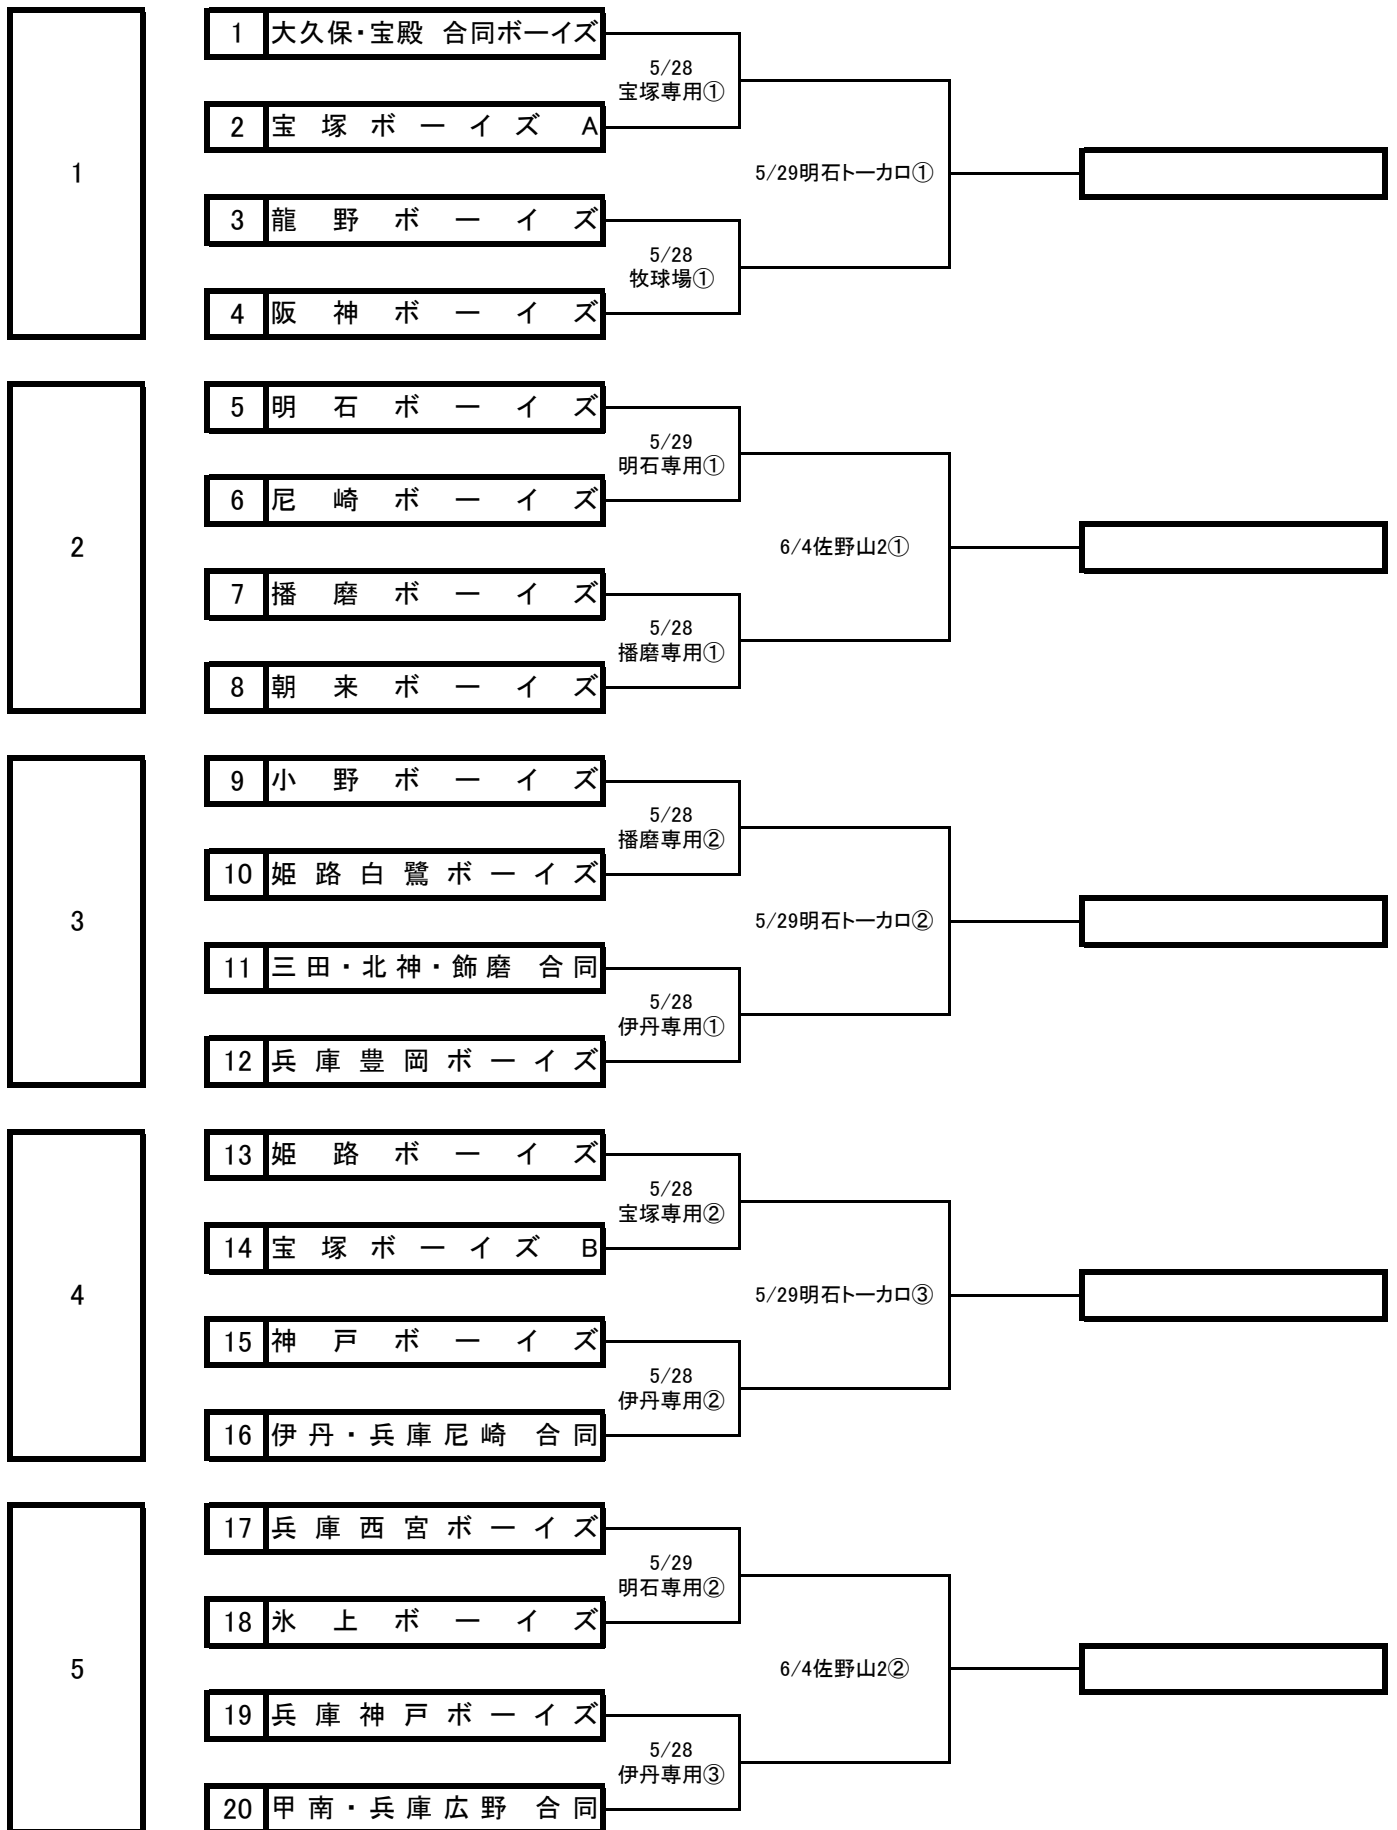 1 大久保・宝殿 合同ボーイズ
5/28
宝塚専用①
2 宝塚ボーイズ A
1
5/29明石トーカロ①
3 龍野ボーイズ
5/28
牧球場①
4 阪神ボーイズ
5 明石ボーイズ
5/29
明石専用①
6 尼崎ボーイズ
2
6/4佐野山2①
7 播磨ボーイズ
5/28
播磨専用①
8 朝来ボーイズ
9 小野ボーイズ
5/28
播磨専用②
10 姫路白鷺ボーイズ
3
5/29明石トーカロ②
11 三田・北神・飾磨 合同
5/28
伊丹専用①
12 兵庫豊岡ボーイズ
13 姫路ボーイズ
5/28
宝塚専用②
14 宝塚ボーイズ B
4
5/29明石トーカロ③
15 神戸ボーイズ
5/28
伊丹専用②
16 伊丹・兵庫尼崎 合同
17 兵庫西宮ボーイズ
5/29
明石専用②
18 氷上ボーイズ
5
6/4佐野山2②
19 兵庫神戸ボーイズ
5/28
伊丹専用③
20 甲南・兵庫広野 合同